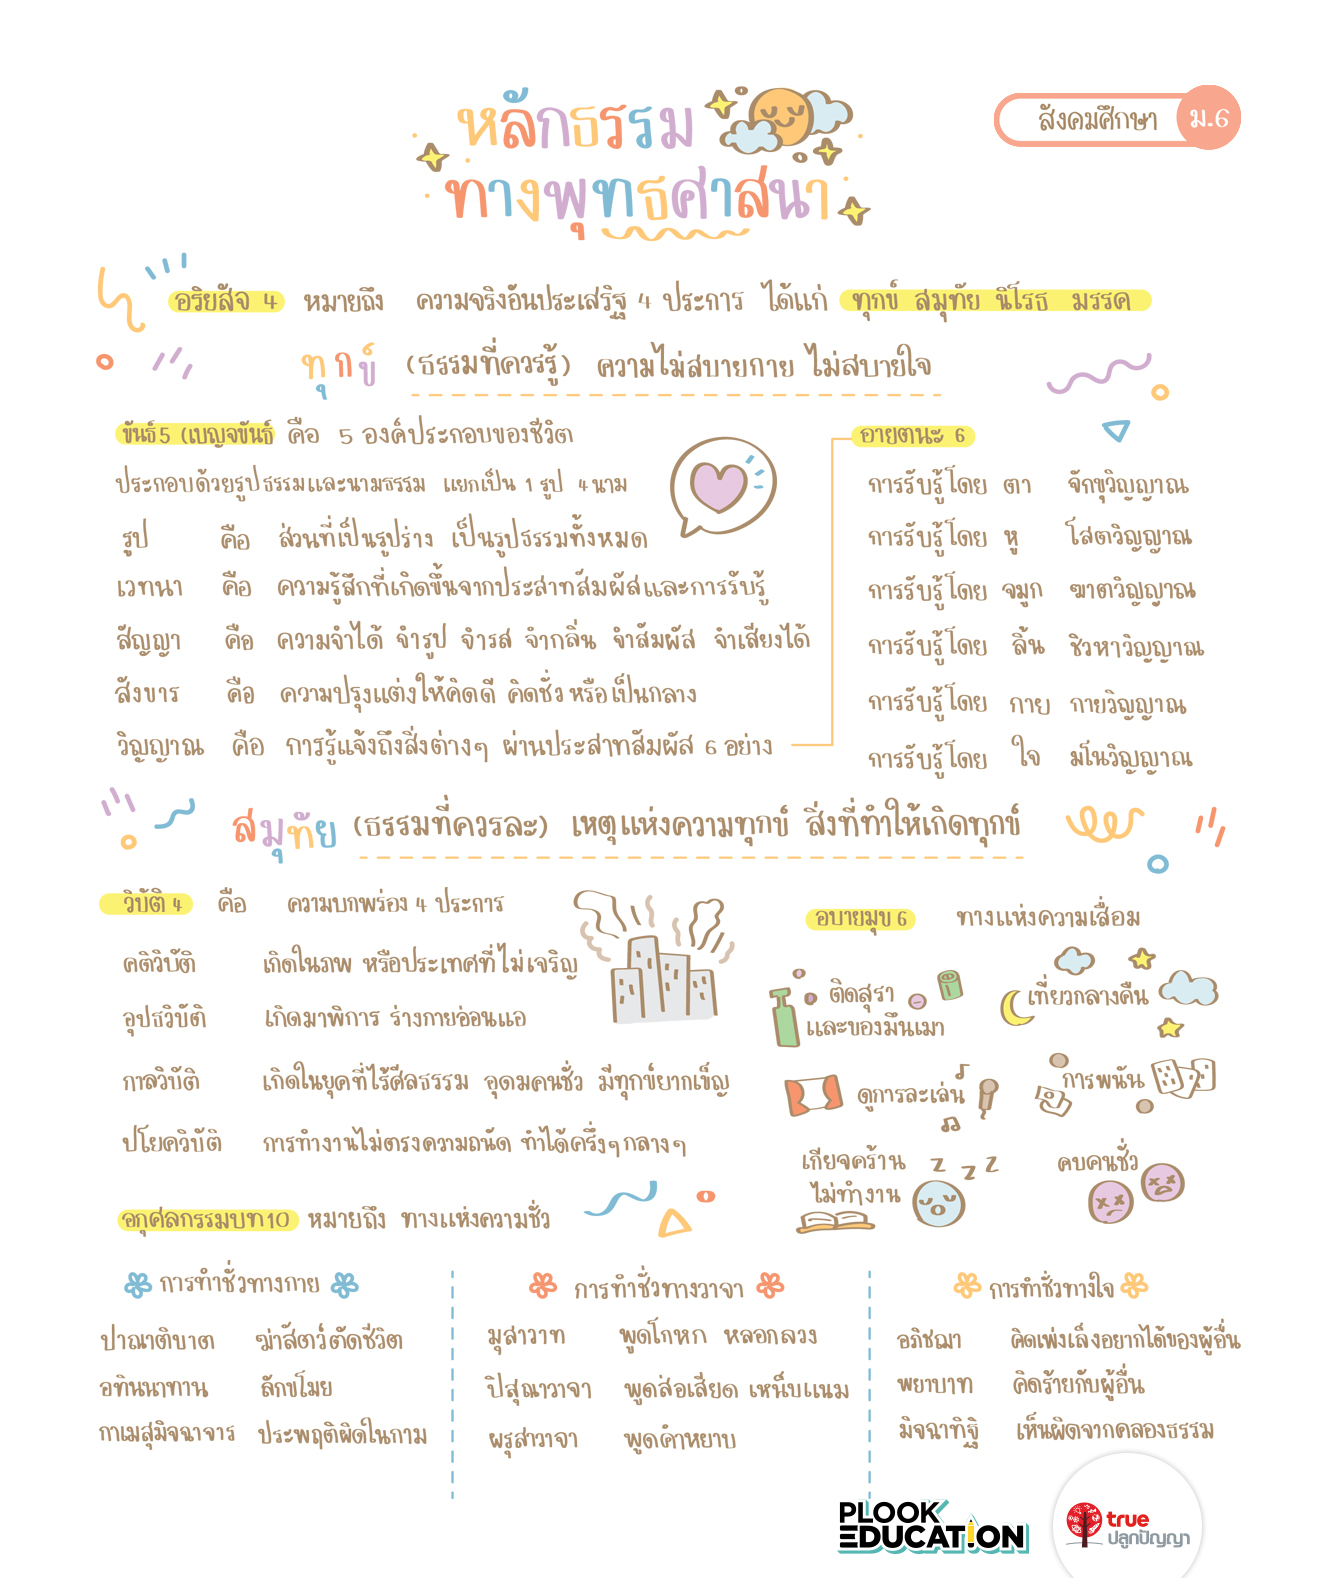 หลักธรรม
ทางพุทธศาสนา
สังคมศึกษา ม.6
อริยสัจ 4 หมายถึง ความจริงอันประเสริฐ 4 ประการ ได้แก่ ทุกข์ สมุทัย นิโรธ มรรค
ทุกข์ (ธรรมที่ควรรู้) ความไม่สบายกาย ไม่สบายใจ
ขันธ์ 5 (เบญจขันธ์ คือ 5 องค์ประกอบของชีวิต
ประกอบด้วยรูปธรรมและนามธรรม แยกเป็น 1 รูป 4 นาม
รูป คือ ส่วนที่เป็นรูปร่าง เป็นรูปธรรมทั้งหมด
เวทนา คือ ความรู้สึกที่เกิดขึ้นจากประสาทสัมผัสและการรับรู้
สัญญา คือ ความจำได้ จำรูป จำรส จำกลิ่น จำสัมผัส จำเสียงได้
สังขาร คือ ความปรุงแต่งให้คิดดี คิดชั่ว หรือเป็นกลาง
วิญญาณ คือ การรู้แจ้งถึงสิ่งต่างๆ ผ่านประสาทสัมผัส 6 อย่าง
อายตนะ 6
การรับรู้โดย ตา จักขุวิญญาณ
การรับรู้โดย หู โสตวิญญาณ
การรับรู้โดย จมูก ฆาตวิญญาณ
การรับรู้โดย ลิ้น ชิวหาวิญญาณ
การรับรู้โดย กาย กายวิญญาณ
การรับรู้โดย ใจ มโนวิญญาณ
สมุทัย (ธรรมที่ควรละ) เหตุแห่งความทุกข์ สิ่งที่ทำให้เกิดทุกข์
วิบัติ 4 คือ ความบกพร่อง 4 ประการ
คติวิบัติ เกิดในภพ หรือประเทศที่ไม่เจริญ
อุปธิวิบัติ เกิดมาพิการ ร่างกายอ่อนแอ
กาลวิบัติ เกิดในยุคที่ไร้ศีลธรรม อุดมคนชั่ว มีทุกข์ยากเข็ญ
ปโยควิบัติ การทำงานไม่ตรงความถนัด ทำได้ครึ่งๆกลางๆ
อบายมุข 6 ทางแห่งความเสื่อม
ติดสุรา
และของมึนเมา
เที่ยวกลางคืน
ดูการละเล่น
การพนัน
เกียจคร้าน
ไม่ทำงาน
z z z
คบคนชั่ว
อกุศลกรรมบท10 หมายถึง ทางแห่งความชั่ว
การทำชั่วทางกาย
ปาณาติบาต ฆ่าสัตว์ตัดชีวิต
อทินนาทาน ลักขโมย
กาเมสุมิจฉาจาร ประพฤติผิดในกาม
การทำชั่วทางวาจา
มุสาวาท พูดโกหก หลอกลวง
ปิสุณาวาจา พูดส่อเสียด เหน็บแนม
ผรุสาวาจา พูดคำหยาบ
การทำชั่วทางใจ
อภิชฌา คิดเพ่งเล็งอยากได้ของผู้อื่น
พยาบาท คิดร้ายกับผู้อื่น
มิจฉาทิฐิ เห็นผิดจากคลองธรรม
PLOOK
EDUCATION
true
ปลูกปัญญา